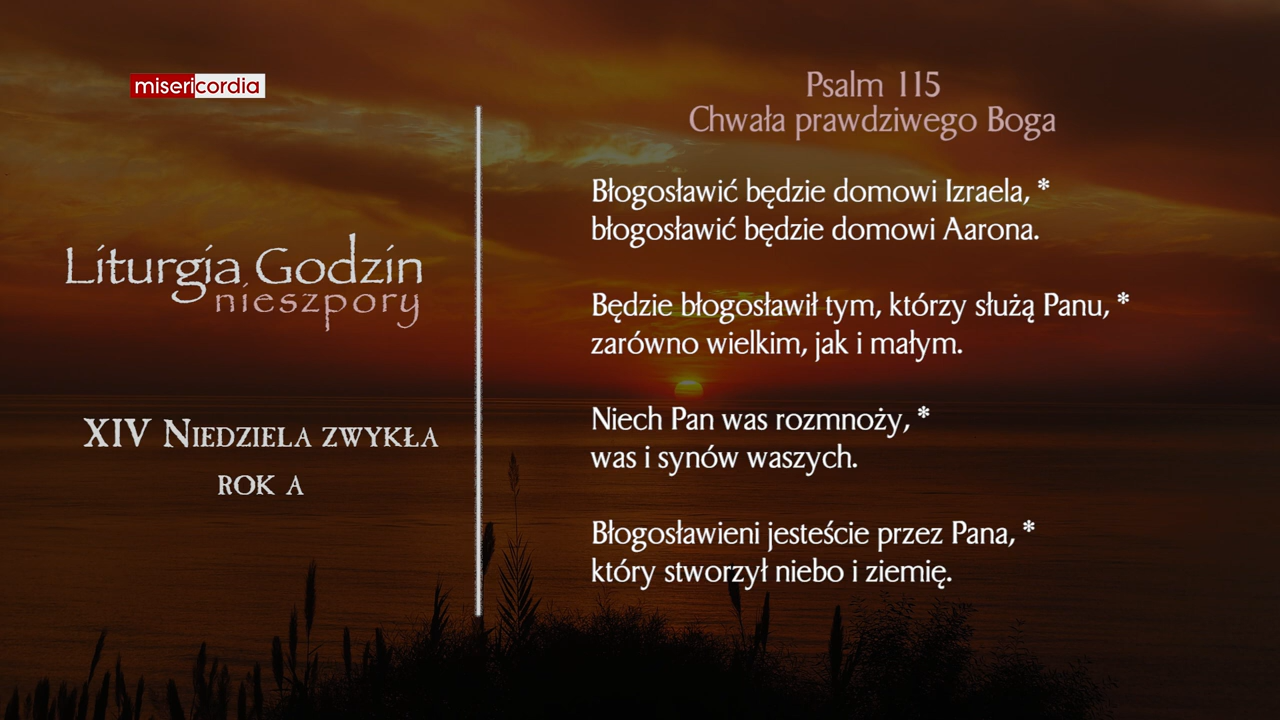 misericordia
Liturgia Godzin
nieszpory
XIV Niedziela zwykła
rok A
Psalm 115
Chwała prawdziwego Boga
Błogosławić będzie domowi Izraela, *
błogosławić będzie domowi Aarona.
Będzie błogosławił tym, którzy służą Panu, *
zarówno wielkim, jak i małym.
Niech Pan was rozmnoży, *
was i synów waszych.
Błogosławieni jesteście przez Pana, *
który stworzył niebo i ziemię.